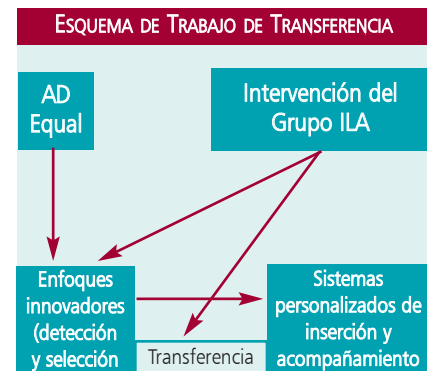 ESQUEMA DE TRABAJO DE TRANSFERENCIA
AD
Equal
Intervención del
Grupo ILA
Enfoques
innovadores
(detección
y selección
Transferencia
Sistemas
personalizados de
inserción y
acompañamiento